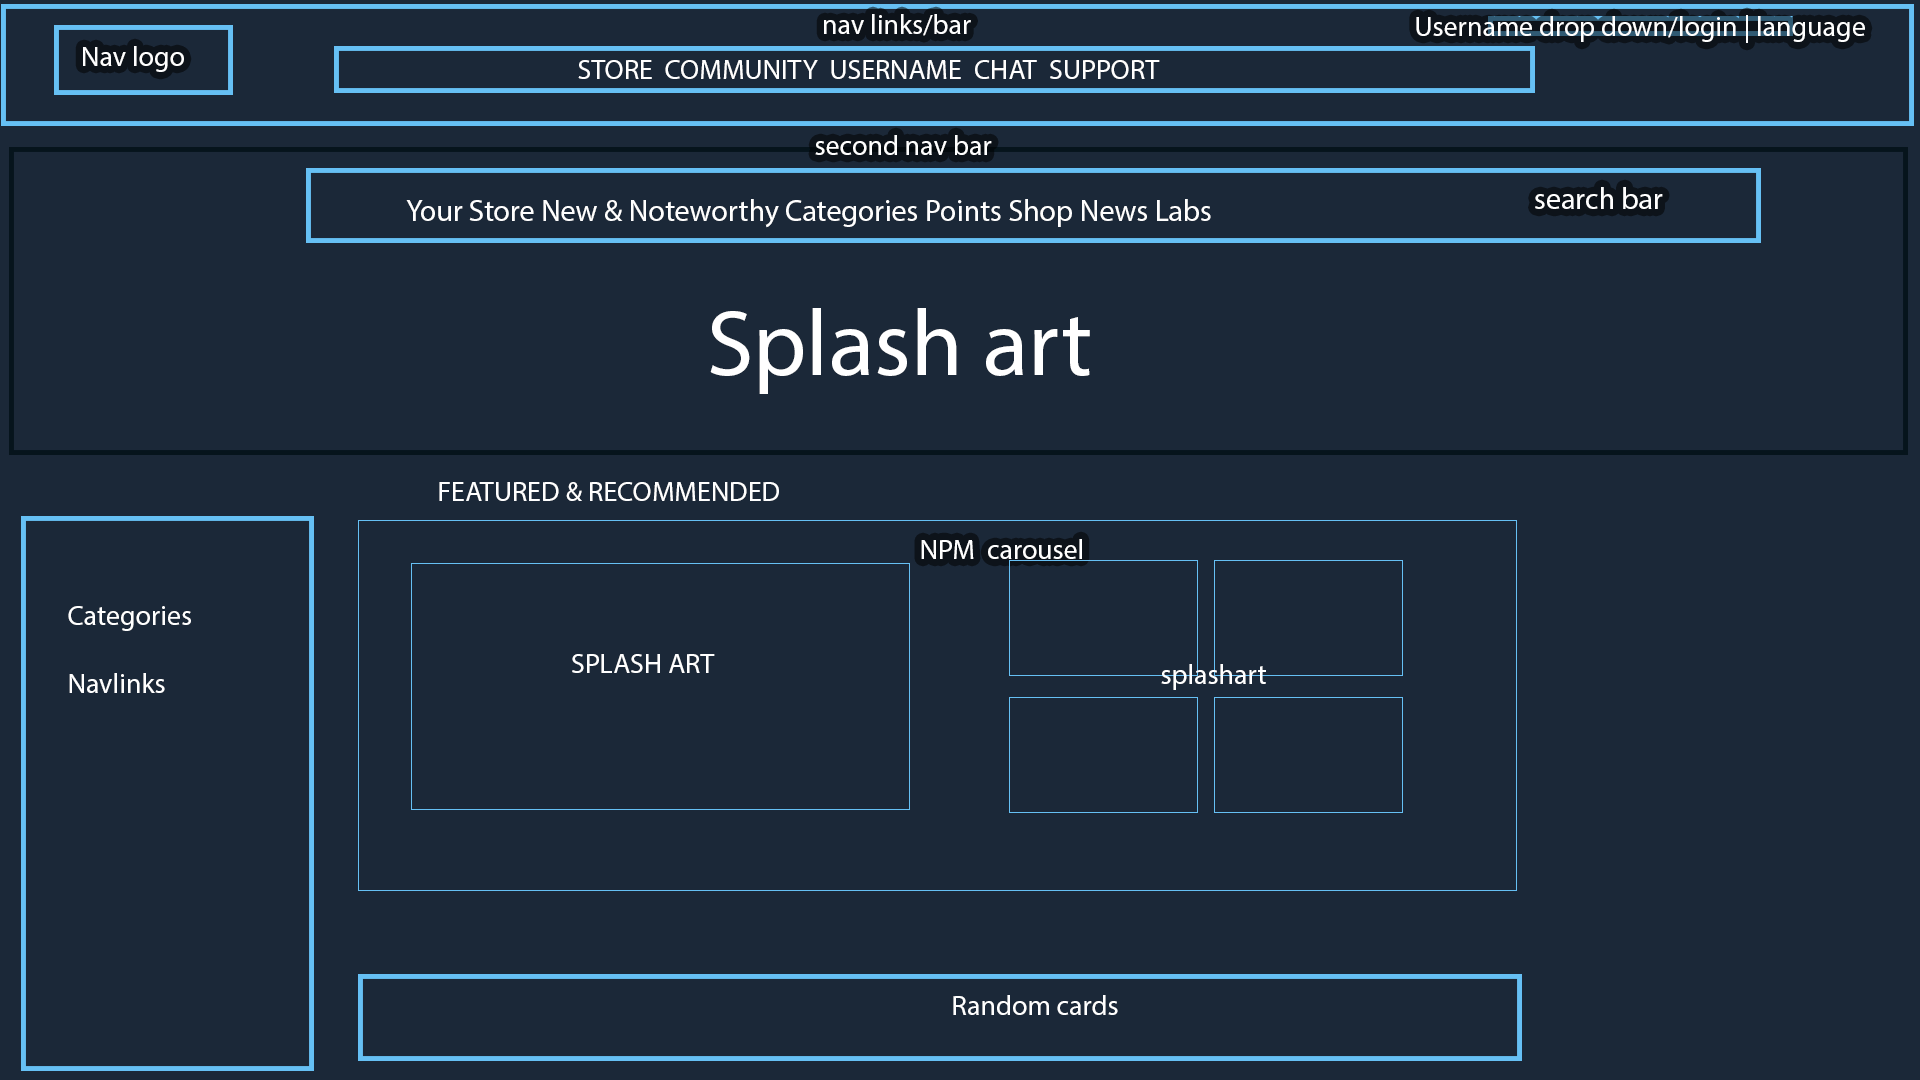 nav links/bar
Username drop down/login | language
Nav logo
STORE COMMUNITY USERNAME CHAT SUPPORT
second nav bar
Your Store New & Noteworthy Categories Points Shop News Labs
search bar
Splash art
FEATURED & RECOMMENDED
NPM carousel
Categories
Navlinks
SPLASH ART
splashart
Random cards